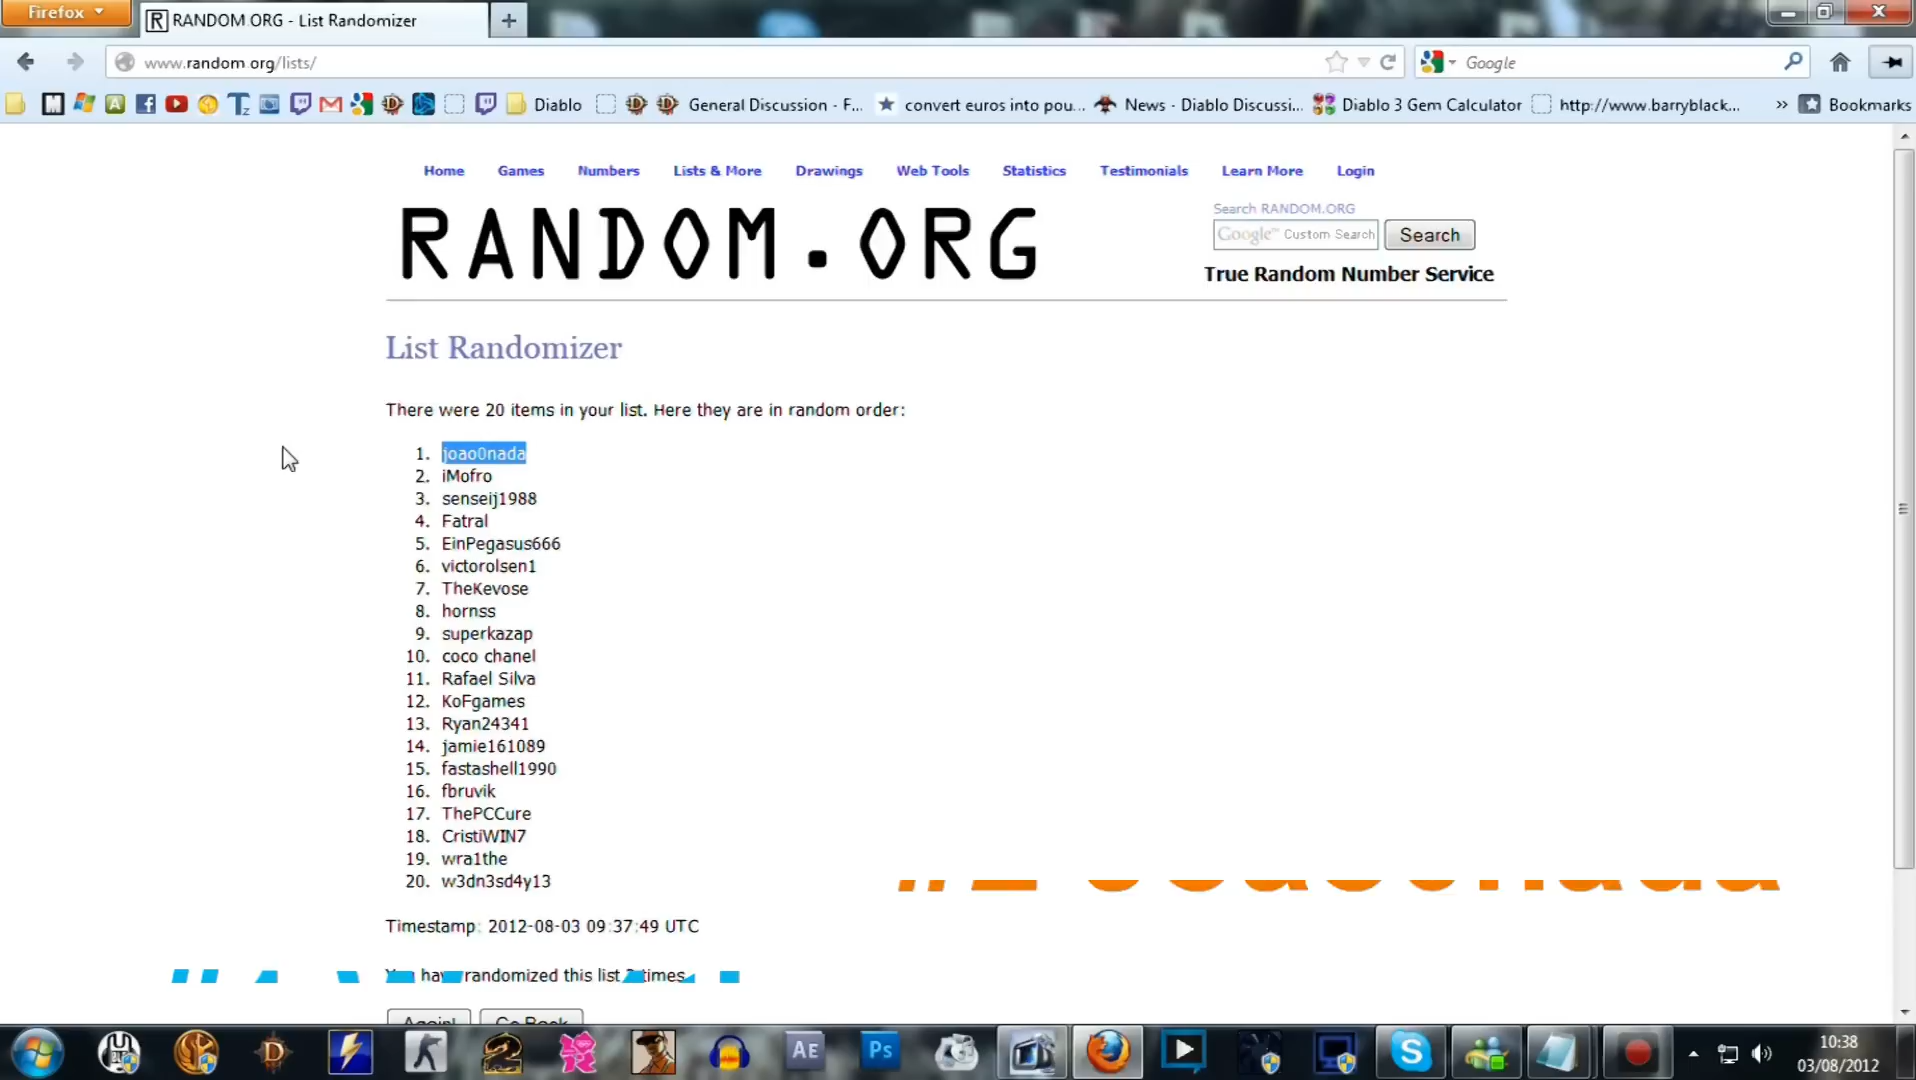 Firefox
RANDOM.ORG - List Randomizer
www.random.org/lists/
Google
Diablo
General Discussion - F...
convert euros into pou...
News - Diablo Discussi...
Diablo 3 Gem Calculator
http://www.barryblack...
»
Bookmarks
Home Games Numbers Lists & More Drawings Web Tools Statistics Testimonials Learn More Login
RANDOM.ORG
Search RANDOM.ORG
Google™ Custom Search
Search
True Random Number Service
List Randomizer
There were 20 items in your list. Here they are in random order:
1. joao0nada
2. iMofro
3. senseij1988
4. Fatral
5. EinPegasus666
6. victorolsen1
7. TheKevose
8. hornss
9. superkazap
10. coco chanel
11. Rafael Silva
12. KoFgames
13. Ryan24341
14. jamie161089
15. fastashell1990
16. fbruvik
17. ThePCCure
18. CristiWIN7
19. wra1the
20. w3dn3sd4y13
Timestamp: 2012-08-03 09:37:49 UTC
randomized this list times
Again! Go Back
AE
Ps
10:38
03/08/2012